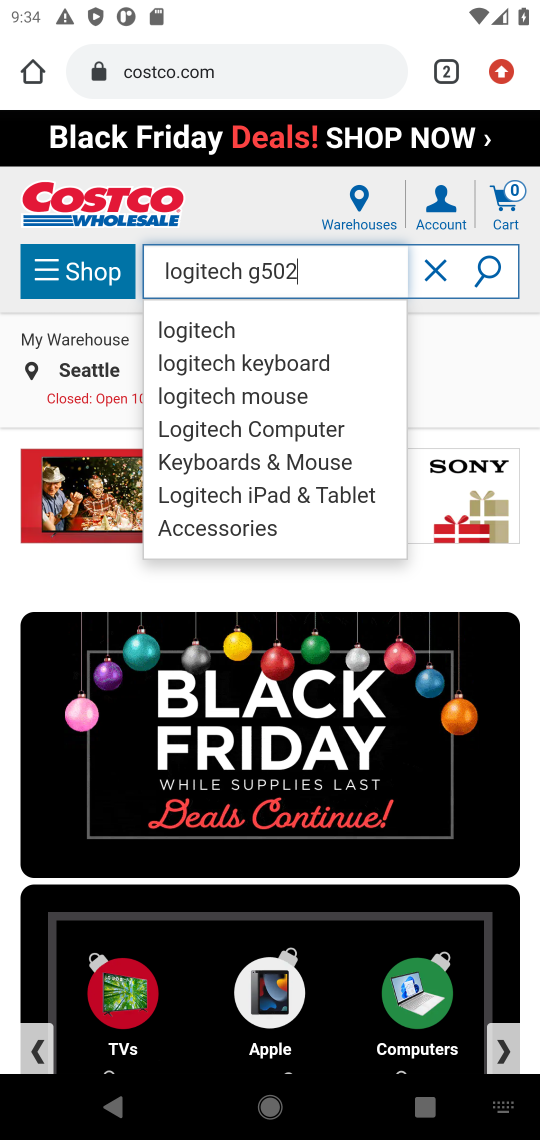 9:34
costco.com
2
Black Friday Deals! SHOP NOW ›
COSTCO
WHOLESALE
Warehouses
Account
0
Cart
Shop
logitech g502
logitech
logitech keyboard
logitech mouse
Logitech Computer
Keyboards & Mouse
Logitech iPad & Tablet
Accessories
My Warehouse
Seattle
Closed: Open 10
SONY
BLACK
FRIDAY
WHILE SUPPLIES LAST
Deals Continue!
TVs
Apple
Computers